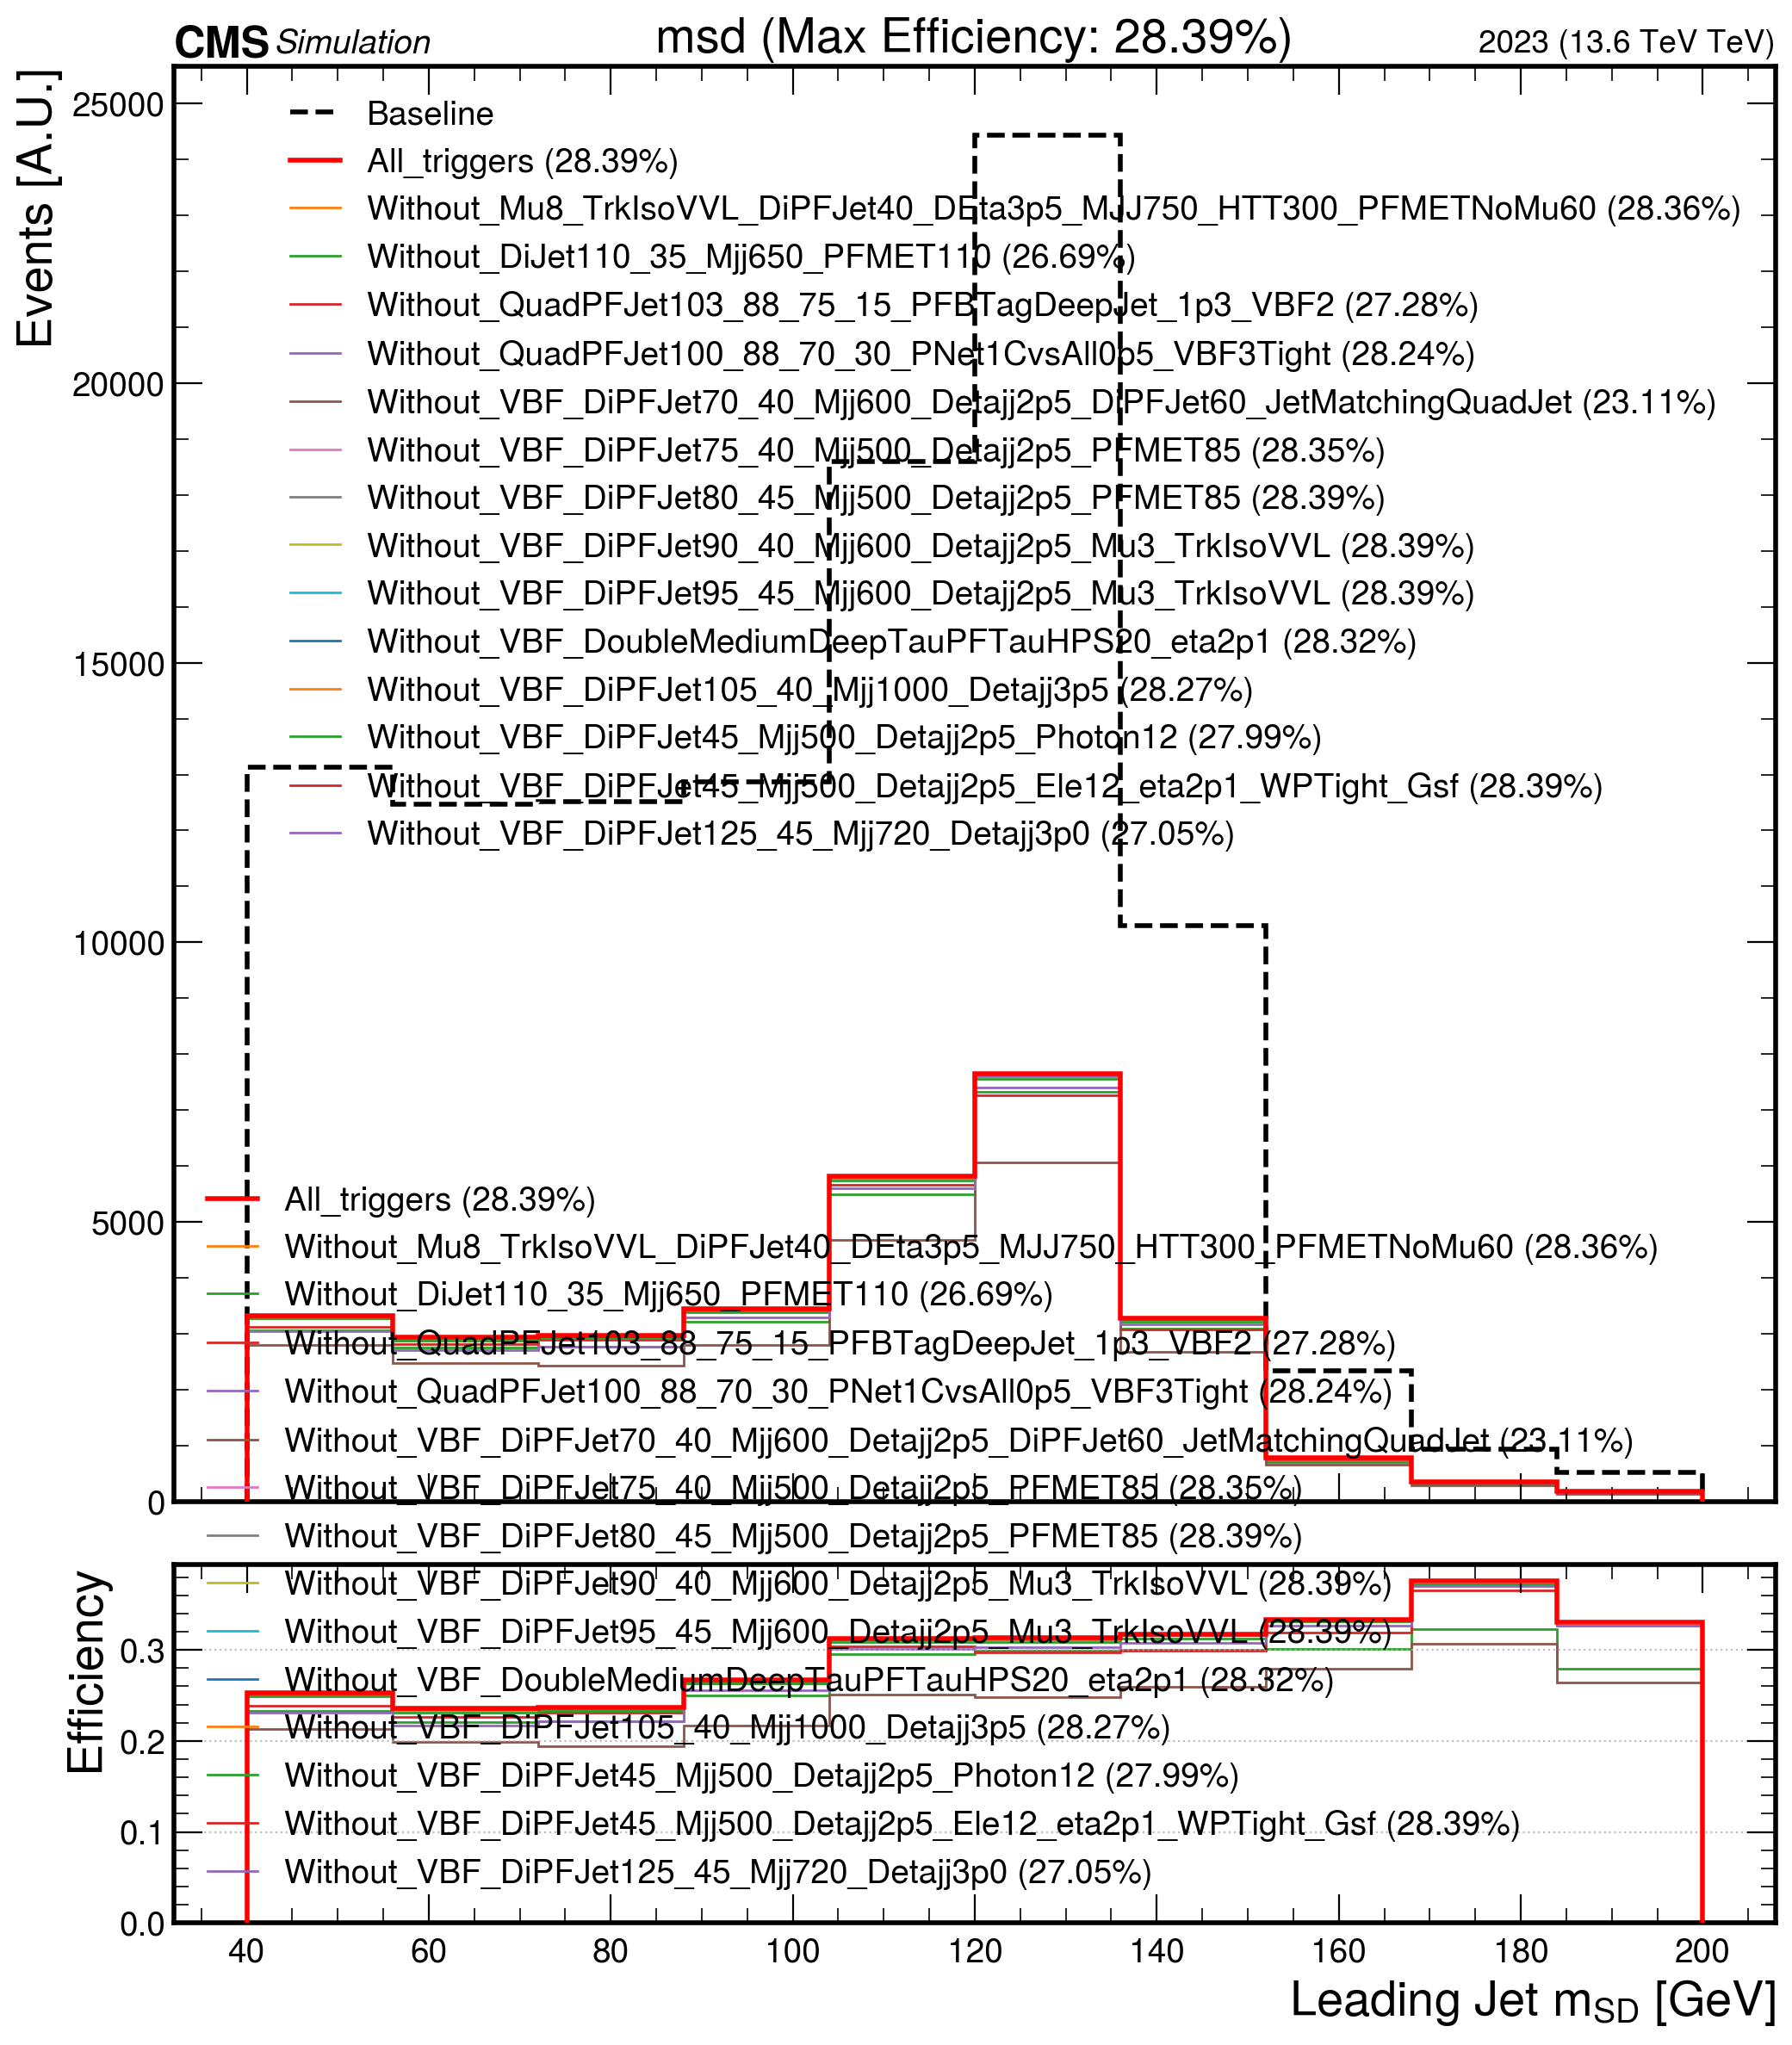 CMS Simulation msd (Max Efficiency: 28.39%) 2023 (13.6 TeV TeV)
Events [A.U.]
25000
20000
15000
10000
5000
0
Baseline
All_triggers (28.39%)
Without_Mu8_TrkIsoVVL_DiPFJet40_DEta3p5_MJJ750_HTT300_PFMETNoMu60 (28.36%)
Without_DiJet110_35_Mjj650_PFMET110 (26.69%)
Without_QuadPFJet103_88_75_15_PFBTagDeepJet_1p3_VBF2 (27.28%)
Without_QuadPFJet100_88_70_30_PNet1CvsAll0p5_VBF3Tight (28.24%)
Without_VBF_DiPFJet70_40_Mjj600_Detajj2p5_DiPFJet60_JetMatchingQuadJet (23.11%)
Without_VBF_DiPFJet75_40_Mjj500_Detajj2p5_PFMET85 (28.35%)
Without_VBF_DiPFJet80_45_Mjj500_Detajj2p5_PFMET85 (28.39%)
Without_VBF_DiPFJet90_40_Mjj600_Detajj2p5_Mu3_TrkIsoVVL (28.39%)
Without_VBF_DiPFJet95_45_Mjj600_Detajj2p5_Mu3_TrkIsoVVL (28.39%)
Without_VBF_DoubleMediumDeepTauPFTauHPS20_eta2p1 (28.32%)
Without_VBF_DiPFJet105_40_Mjj1000_Detajj3p5 (28.27%)
Without_VBF_DiPFJet45_Mjj500_Detajj2p5_Photon12 (27.99%)
Without_VBF_DiPFJet45_Mjj500_Detajj2p5_Ele12_eta2p1_WPTight_Gsf (28.39%)
Without_VBF_DiPFJet125_45_Mjj720_Detajj3p0 (27.05%)
All_triggers (28.39%)
Without_Mu8_TrkIsoVVL_DiPFJet40_DEta3p5_MJJ750_HTT300_PFMETNoMu60 (28.36%)
Without_DiJet110_35_Mjj650_PFMET110 (26.69%)
Without_QuadPFJet103_88_75_15_PFBTagDeepJet_1p3_VBF2 (27.28%)
Without_QuadPFJet100_88_70_30_PNet1CvsAll0p5_VBF3Tight (28.24%)
Without_VBF_DiPFJet70_40_Mjj600_Detajj2p5_DiPFJet60_JetMatchingQuadJet (23.11%)
Without_VBF_DiPFJet75_40_Mjj500_Detajj2p5_PFMET85 (28.35%)
Without_VBF_DiPFJet80_45_Mjj500_Detajj2p5_PFMET85 (28.39%)
Without_VBF_DiPFJet90_40_Mjj600_Detajj2p5_Mu3_TrkIsoVVL (28.39%)
Without_VBF_DiPFJet95_45_Mjj600_Detajj2p5_Mu3_TrkIsoVVL (28.39%)
Without_VBF_DoubleMediumDeepTauPFTauHPS20_eta2p1 (28.32%)
Without_VBF_DiPFJet105_40_Mjj1000_Detajj3p5 (28.27%)
Without_VBF_DiPFJet45_Mjj500_Detajj2p5_Photon12 (27.99%)
Without_VBF_DiPFJet45_Mjj500_Detajj2p5_Ele12_eta2p1_WPTight_Gsf (28.39%)
Without_VBF_DiPFJet125_45_Mjj720_Detajj3p0 (27.05%)
Efficiency
0.3
0.2
0.1
0.0
40 60 80 100 120 140 160 180 200
Leading Jet m_SD [GeV]